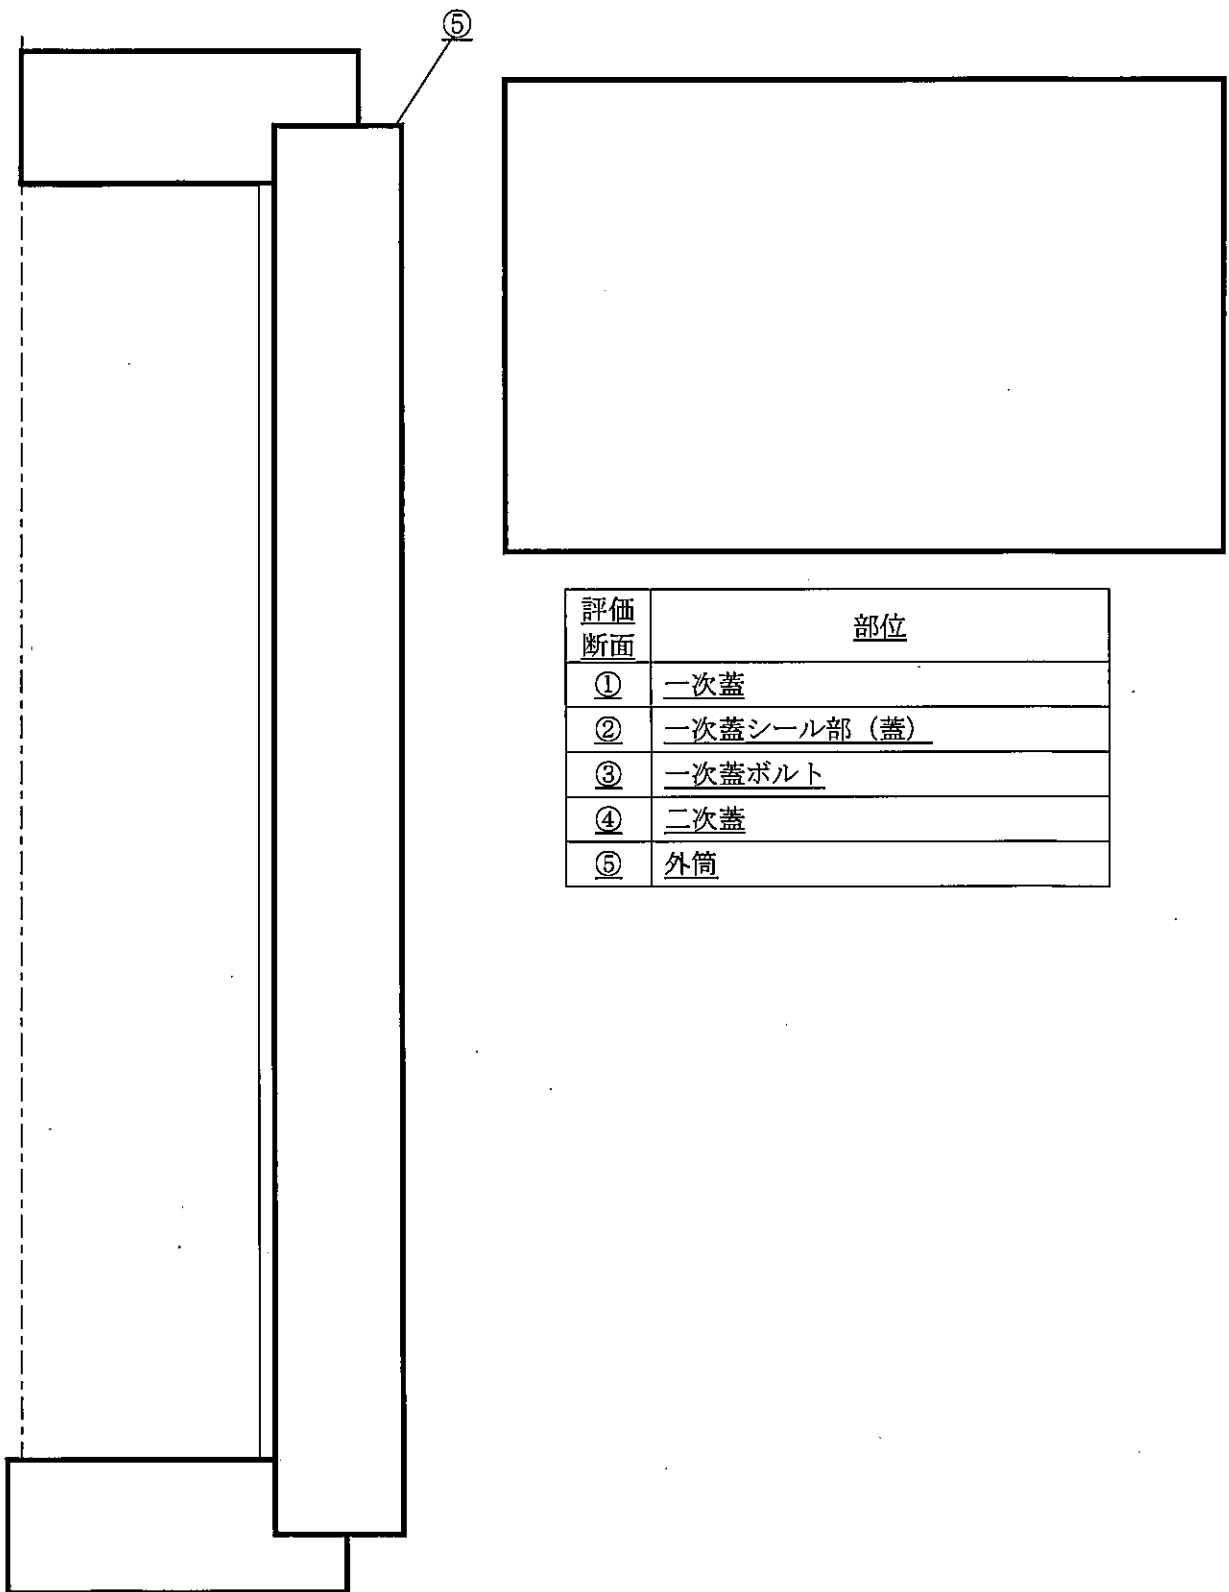 ⑤
評価
断面
部位
① 一次蓋
② 一次蓋シール部（蓋）
③ 一次蓋ボルト
④ 二次蓋
⑤ 外筒